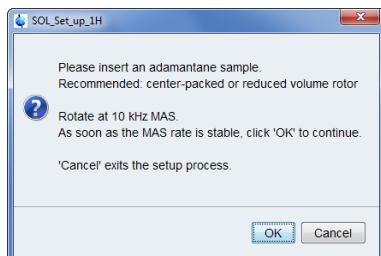 SOL_Set_up_1H
Please insert an adamantane sample.
Recommended: center-packed or reduced volume rotor
Rotate at 10 kHz MAS.
As soon as the MAS rate is stable, click 'OK' to continue.
'Cancel' exits the setup process.
OK Cancel